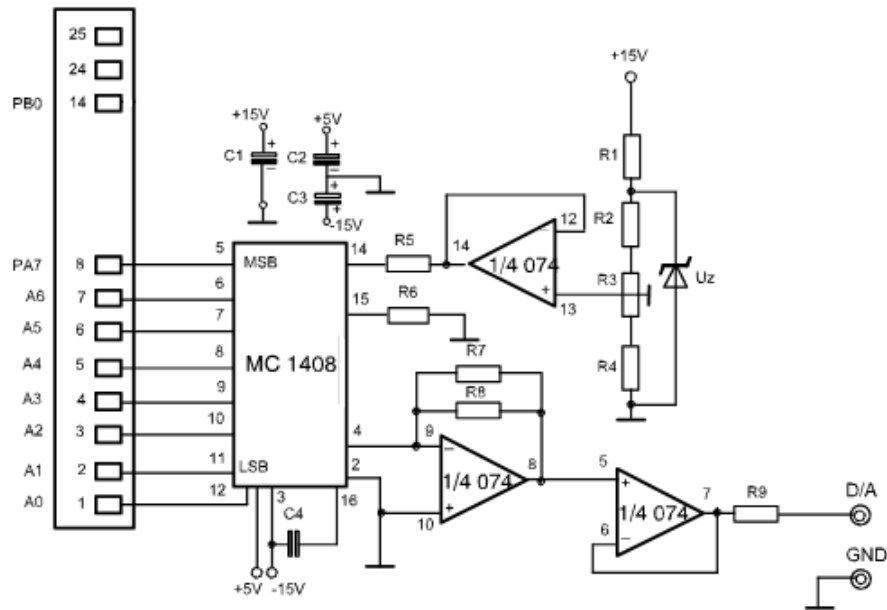 25
24
PB0 14
+15V
C1 +
–
+5V
C2 +
–
+
C3
+
-15V
+15V
R1
R2
R3
R4
Uz
12
–
14
1/4 074
+
13
R5
R6
PA7 8 5 MSB 14
A6 7 6
15
A5 6 7
A4 5 8
MC 1408
A3 4 9
A2 3 10
4
A1 2 11 LSB
2
A0 1 12
3
16
C4
+5V -15V
R7
R8
9 –
1/4 074
8
10 +
5
+
1/4 074
7
6
–
R9
D/A
GND